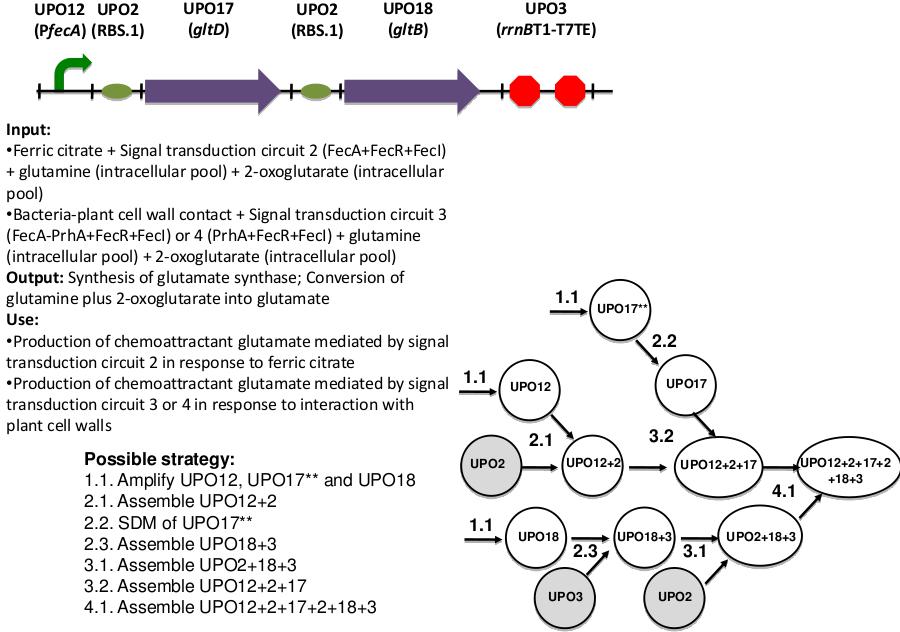 UPO12 UPO2 UPO17 UPO2 UPO18 UPO3
(PfecA) (RBS.1) (gltD) (RBS.1) (gltB) (rrnBT1-T7TE)
Input:
•Ferric citrate + Signal transduction circuit 2 (FecA+FecR+FecI)
+ glutamine (intracellular pool) + 2-oxoglutarate (intracellular
pool)
•Bacteria-plant cell wall contact + Signal transduction circuit 3
(FecA-PrhA+FecR+FecI) or 4 (PrhA+FecR+FecI) + glutamine
(intracellular pool) + 2-oxoglutarate (intracellular pool)
Output: Synthesis of glutamate synthase; Conversion of
glutamine plus 2-oxoglutarate into glutamate
Use:
•Production of chemoattractant glutamate mediated by signal
transduction circuit 2 in response to ferric citrate
•Production of chemoattractant glutamate mediated by signal
transduction circuit 3 or 4 in response to interaction with
plant cell walls
Possible strategy:
1.1. Amplify UPO12, UPO17** and UPO18
2.1. Assemble UPO12+2
2.2. SDM of UPO17**
2.3. Assemble UPO18+3
3.1. Assemble UPO2+18+3
3.2. Assemble UPO12+2+17
4.1. Assemble UPO12+2+17+2+18+3
1.1
UPO17**
2.2
1.1
UPO12
UPO17
2.1
3.2
UPO2
UPO12+2
UPO12+2+17
UPO12+2+17+2
+18+3
4.1
1.1
UPO18
2.3
UPO18+3
3.1
UPO2+18+3
UPO3
UPO2